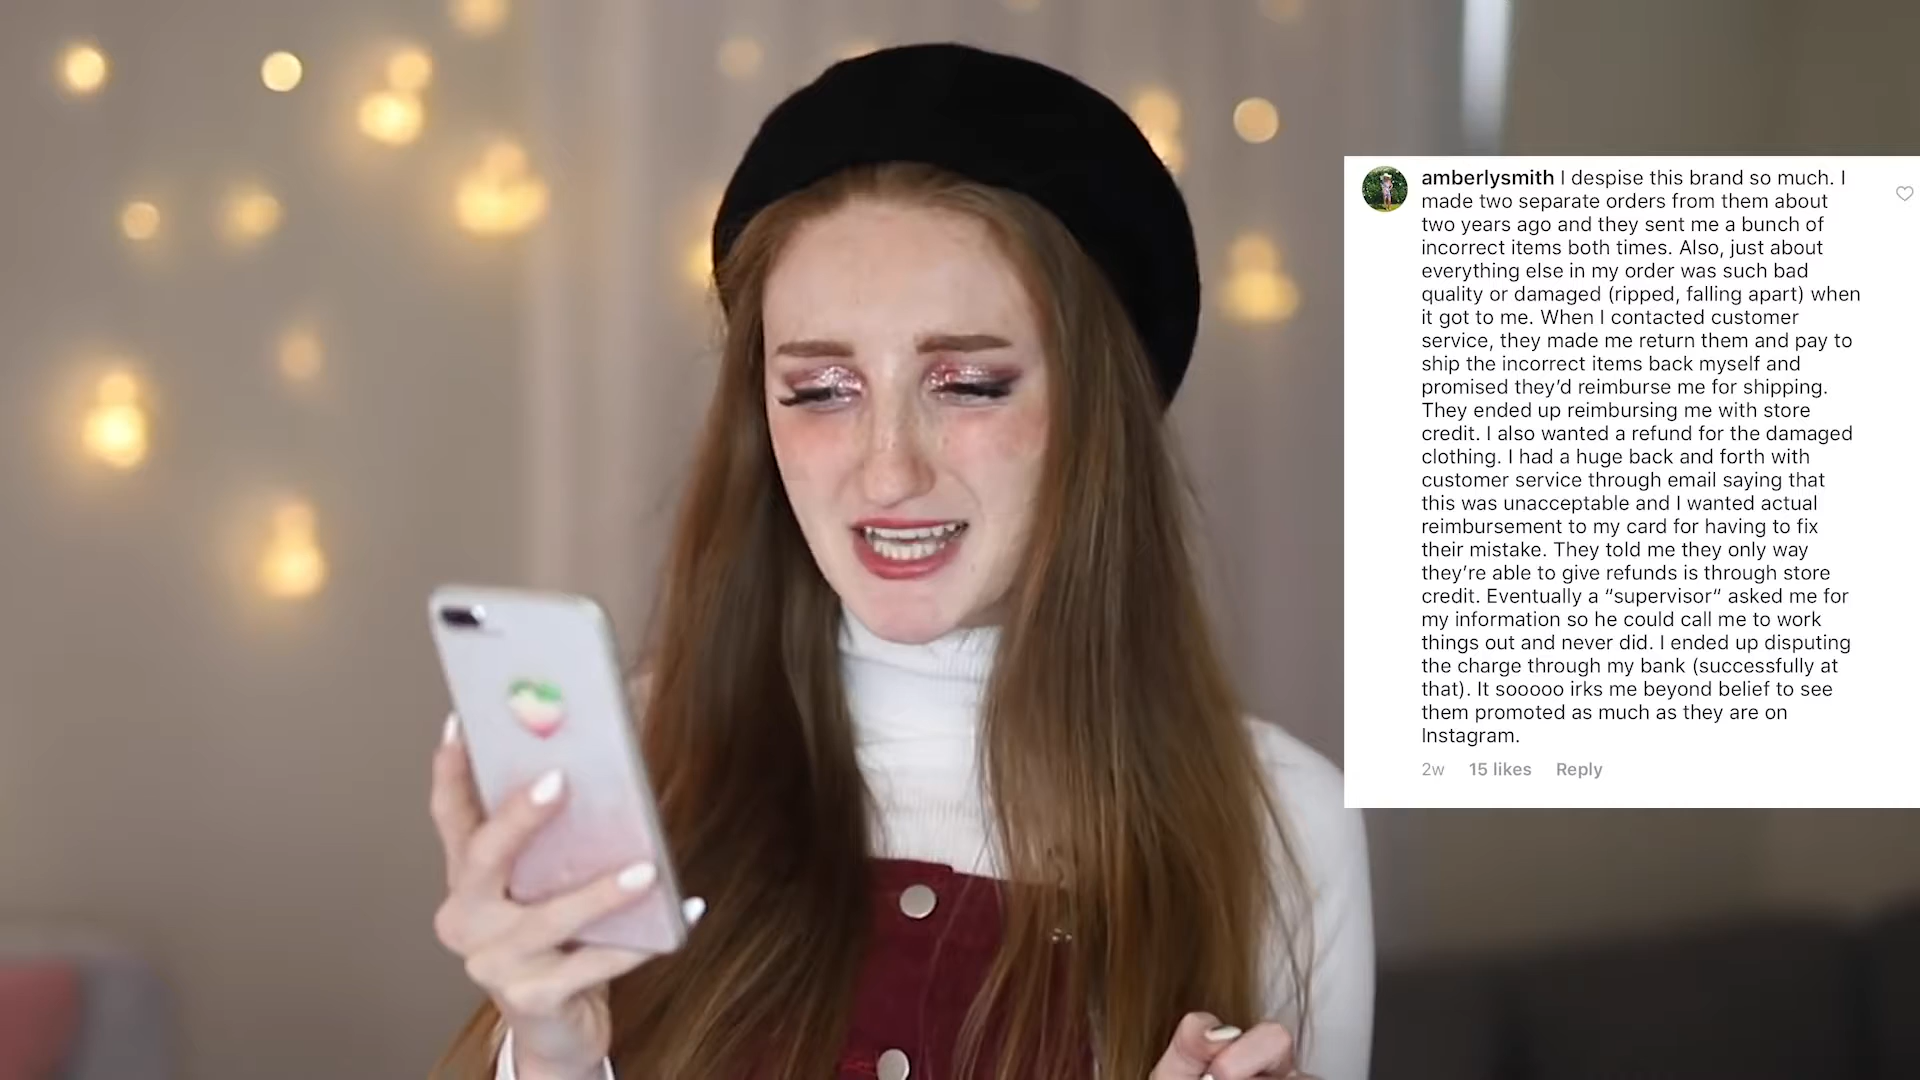 amberlysmith I despise this brand so much. I
made two separate orders from them about
two years ago and they sent me a bunch of
incorrect items both times. Also, just about
everything else in my order was such bad
quality or damaged (ripped, falling apart) when
it got to me. When I contacted customer
service, they made me return them and pay to
ship the incorrect items back myself and
promised they'd reimburse me for shipping.
They ended up reimbursing me with store
credit. I also wanted a refund for the damaged
clothing. I had a huge back and forth with
customer service through email saying that
this was unacceptable and I wanted actual
reimbursement to my card for having to fix
their mistake. They told me they only way
they're able to give refunds is through store
credit. Eventually a “supervisor” asked me for
my information so he could call me to work
things out and never did. I ended up disputing
the charge through my bank (successfully at
that). It sooooo irks me beyond belief to see
them promoted as much as they are on
Instagram.
2w 15 likes Reply